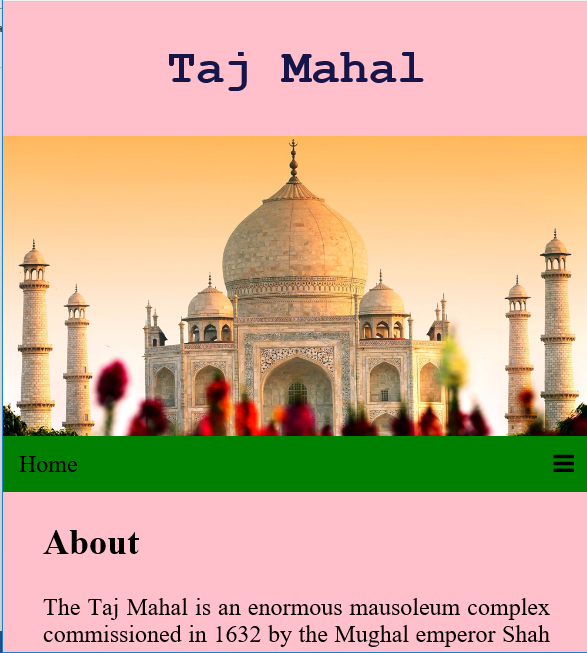 Taj Mahal
Home
About
The Taj Mahal is an enormous mausoleum complex
commissioned in 1632 by the Mughal emperor Shah